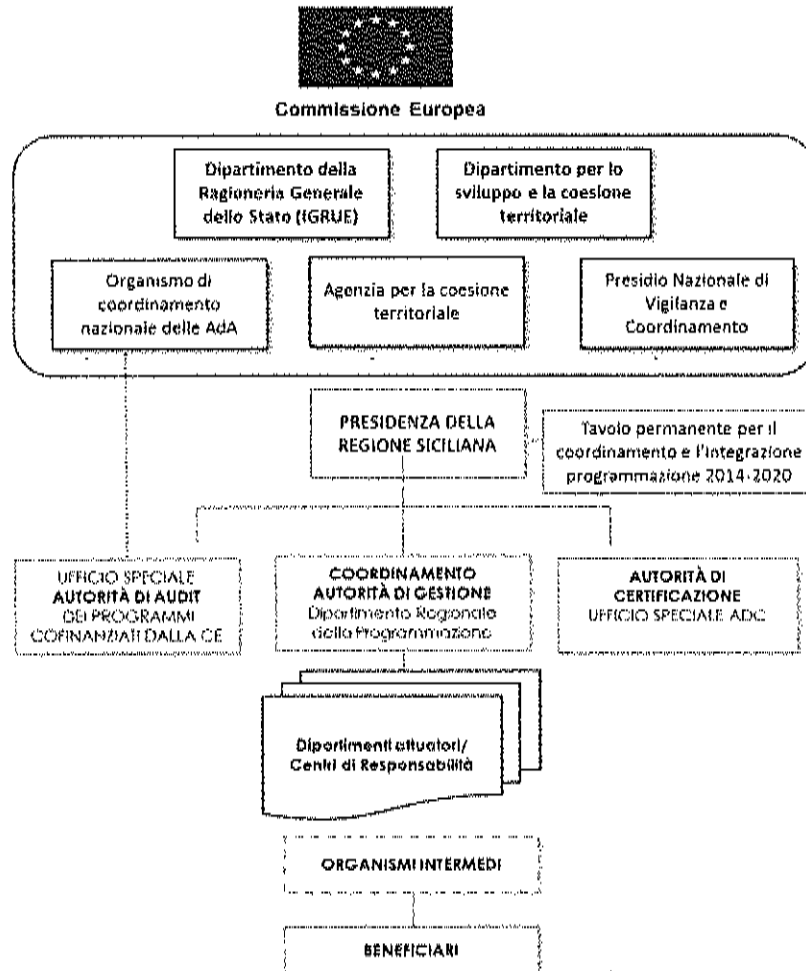 Commissione Europea
Dipartimento della
Ragioneria Generale
dello Stato (IGRUE)
Dipartimento per lo
sviluppo e la coesione
territoriale
Organismo di
coordinamento
nazionale delle AdA
Agenzia per la coesione
territoriale
Presidio Nazionale di
Vigilanza e
Coordinamento
PRESIDENZA DELLA
REGIONE SICILIANA
Tavolo permanente per il
coordinamento e l'integrazione
programmazione 2014-2020
UFFICIO SPECIALE
AUTORITÀ DI AUDIT
DEI PROGRAMMI
COFINANZIATI DALLA CE
COORDINAMENTO
AUTORITÀ DI GESTIONE
Dipartimento Regionale
della Programmazione
AUTORITÀ DI
CERTIFICAZIONE
UFFICIO SPECIALE ADC
Dipartimenti attuatori/
Centri di Responsabilità
ORGANISMI INTERMEDI
BENEFICIARI